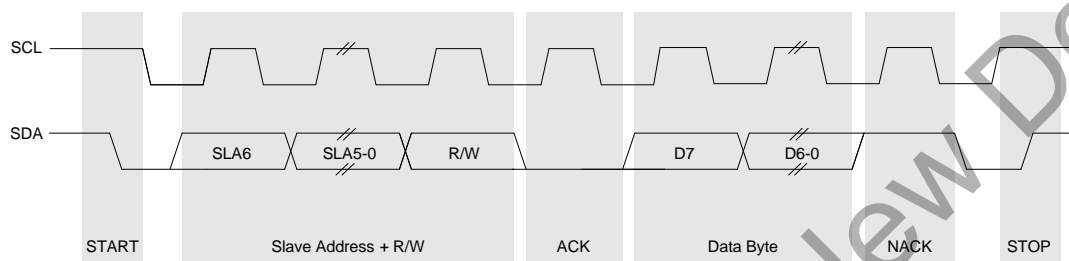 SCL
SDA
SLA6 SLA5-0 R/W D7 D6-0
START Slave Address + R/W ACK Data Byte NACK STOP